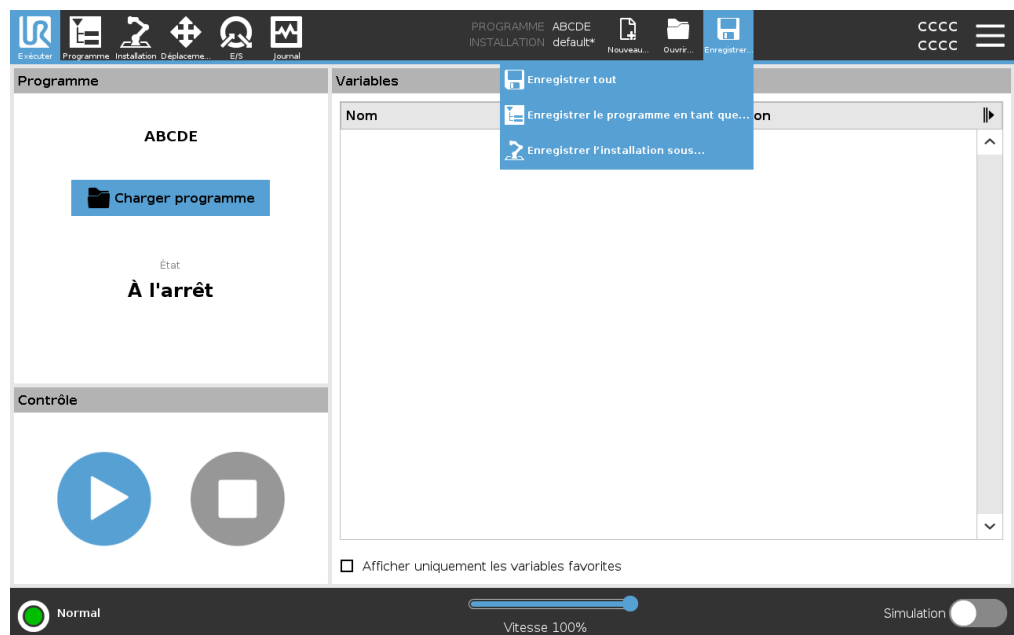 PROGRAMME ABCDE
INSTALLATION default*
CCCC
CCCC
Exécuter Programme Installation Déplaceme... E/S Journal
Nouveau... Ouvrir... Enregistrer...
Programme
Variables
Enregistrer tout
Enregistrer le programme en tant que...
Enregistrer l'installation sous...
Nom
on
ABCDE
Charger programme
État
À l'arrêt
Contrôle
Afficher uniquement les variables favorites
Normal
Vitesse 100%
Simulation